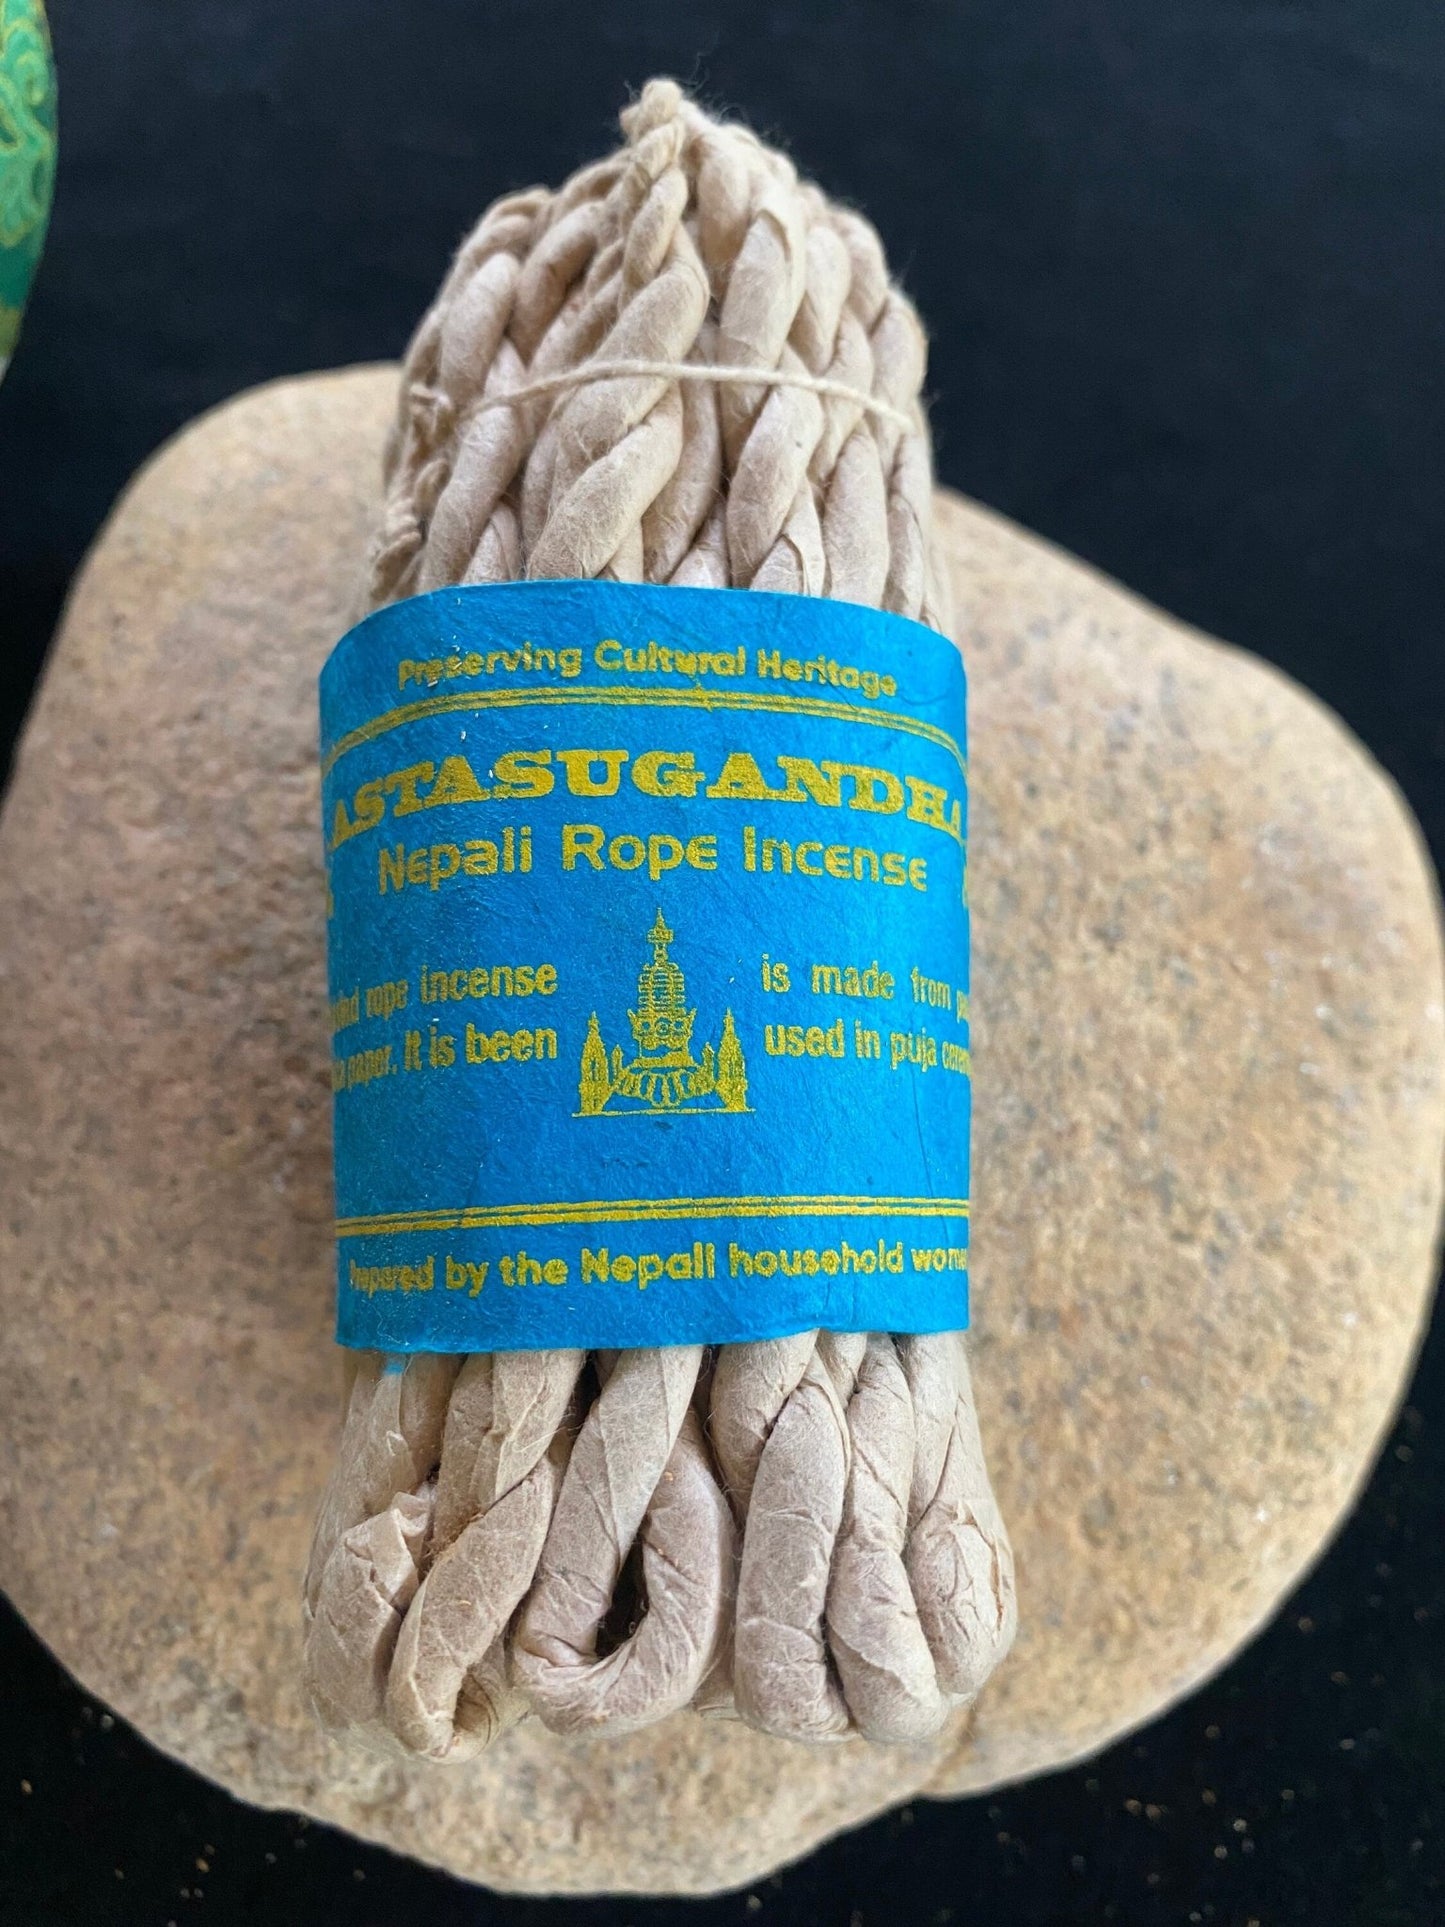 Preserving Cultural Heritage
ASTASUGANDHA
Nepali Rope Incense
rope incense is made from
paper. It is been used in puja
Prepared by the Nepali household